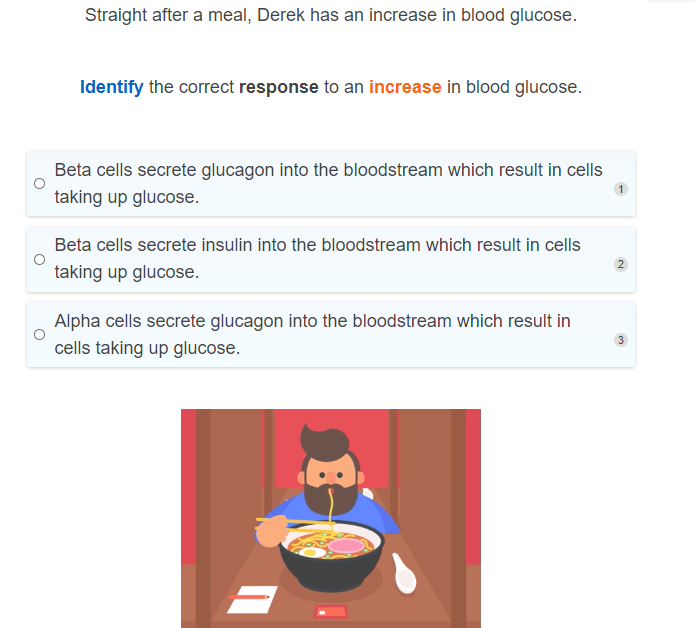 Straight after a meal, Derek has an increase in blood glucose.
Identify the correct response to an increase in blood glucose.
Beta cells secrete glucagon into the bloodstream which result in cells
taking up glucose.
1
Beta cells secrete insulin into the bloodstream which result in cells
taking up glucose.
2
Alpha cells secrete glucagon into the bloodstream which result in
cells taking up glucose.
3